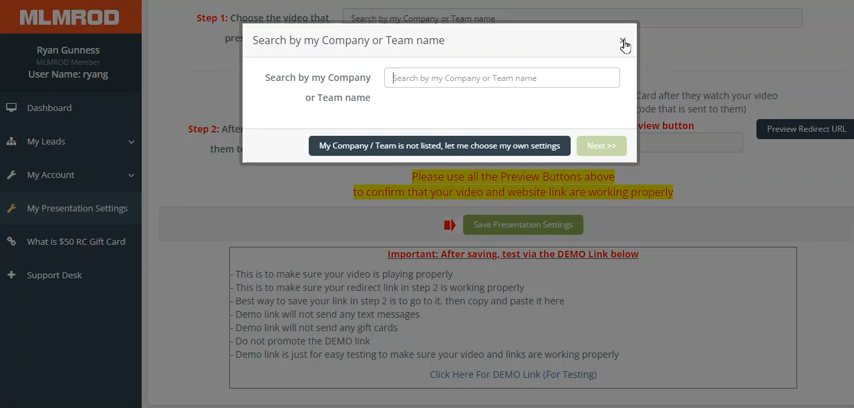 MLMROD
Ryan Gunness
MLMROD Member
User Name: ryang
Dashboard
My Leads
My Account
My Presentation Settings
What is $50 RC Gift Card
Support Desk
Step 1: Choose the video that
Search by my Company or Team name
Search by my Company or Team name
×
Search by my Company
or Team name
Search by my Company or Team name
My Company / Team is not listed, let me choose my own settings
Next >>
Card after they watch your video
code that is sent to them)
Step 2:
view button
Preview Redirect URL
them to
Please use all the Preview Buttons above
to confirm that your video and website link are working properly
Save Presentation Settings
Important: After saving, test via the DEMO Link below
- This is to make sure your video is playing properly
- This is to make sure your redirect link in step 2 is working properly
- Best way to save your link in step 2 is to go to it, then copy and paste it here
- Demo link will not send any text messages
- Demo link will not send any gift cards
- Do not promote the DEMO link
- Demo link is just for easy testing to make sure your video and links are working properly
Click Here For DEMO Link (For Testing)